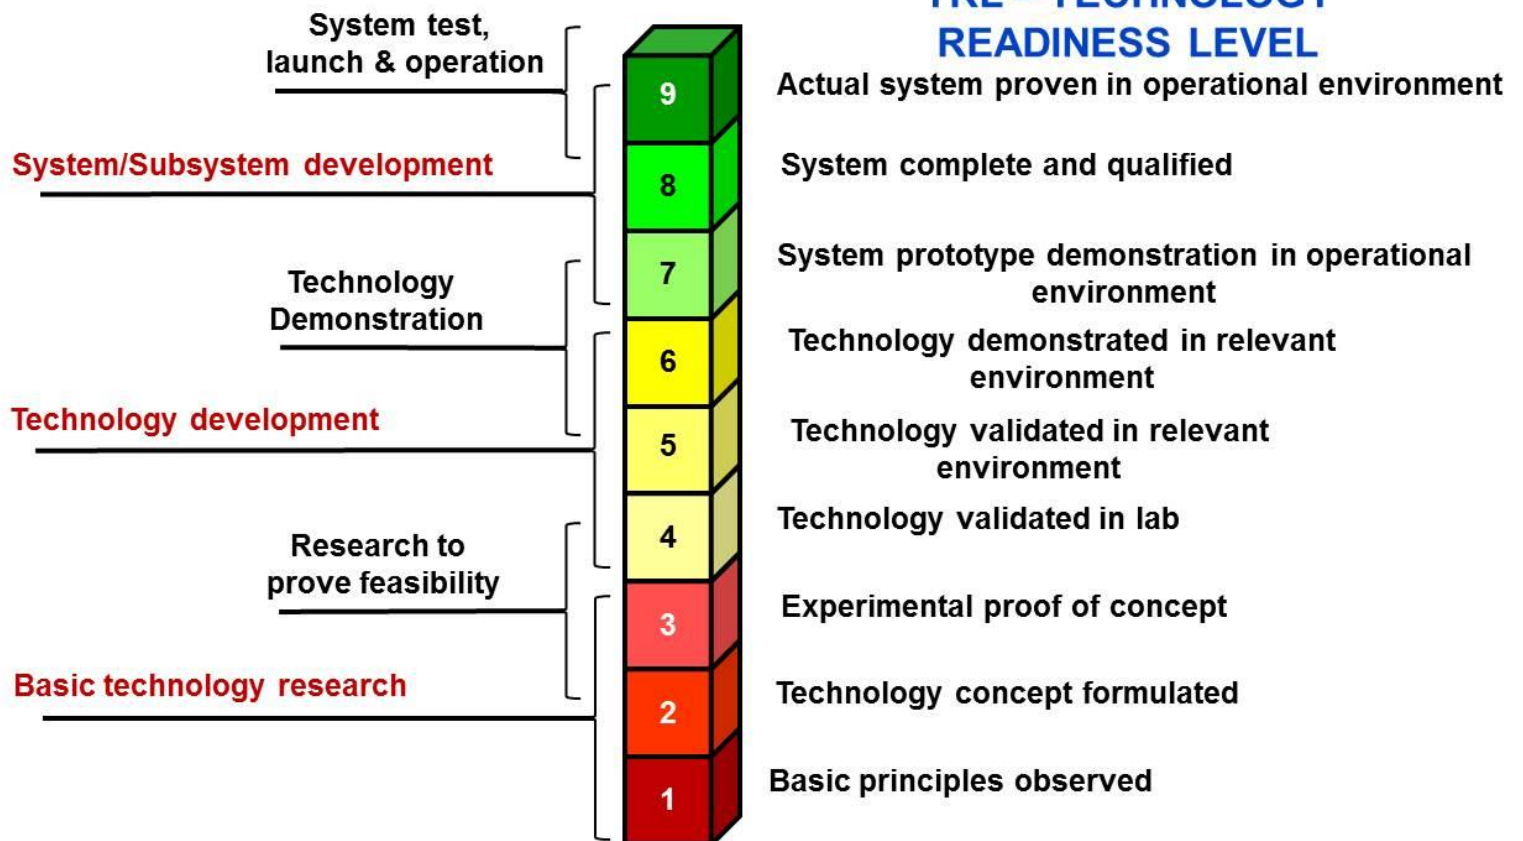 TRL – TECHNOLOGY
READINESS LEVEL
System test,
launch & operation
System/Subsystem development
Technology
Demonstration
Technology development
Research to
prove feasibility
Basic technology research
9
8
7
6
5
4
3
2
1
Actual system proven in operational environment
System complete and qualified
System prototype demonstration in operational
environment
Technology demonstrated in relevant
environment
Technology validated in relevant
environment
Technology validated in lab
Experimental proof of concept
Technology concept formulated
Basic principles observed